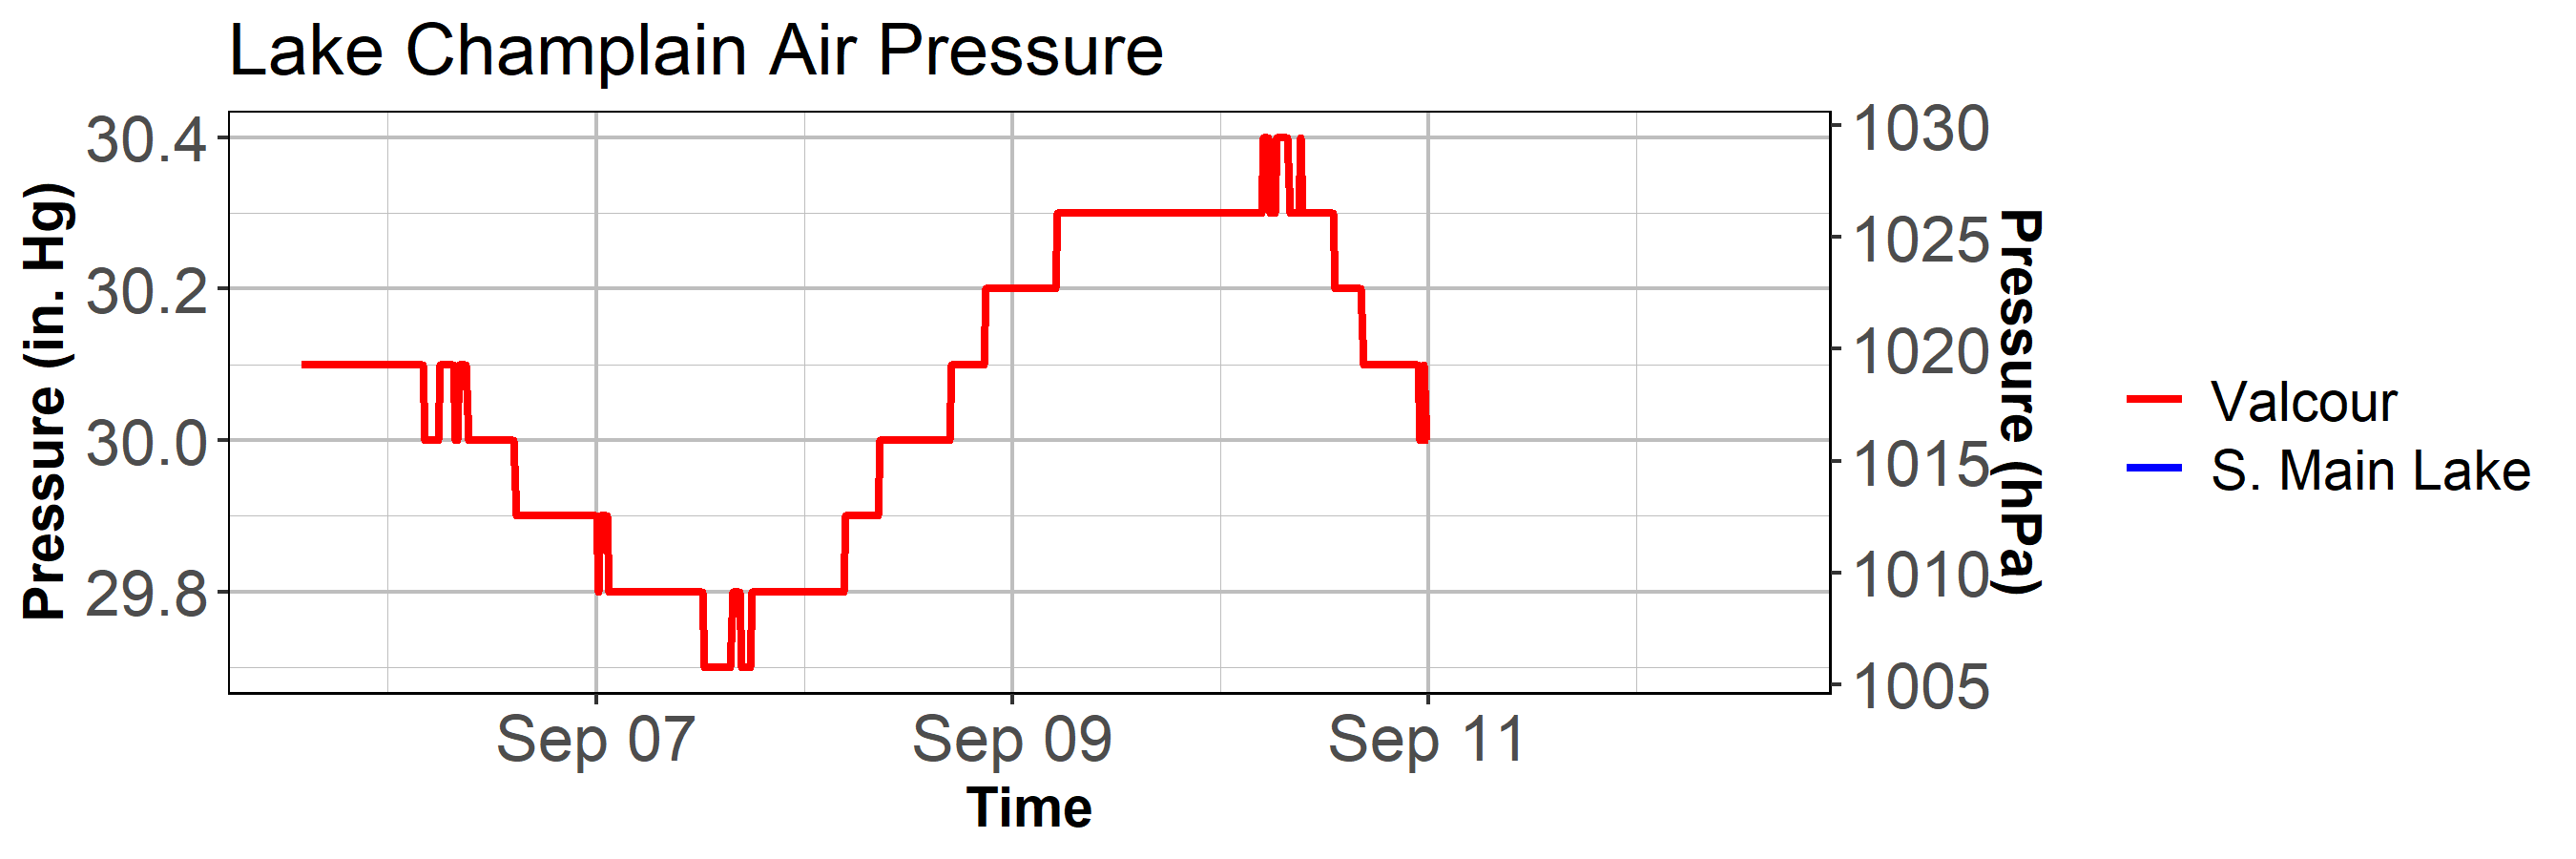 Lake Champlain Air Pressure
Pressure (in. Hg)
30.4
30.2
30.0
29.8
1030
1025
1020
1015
1010
1005
Pressure (hPa)
Sep 07
Sep 09
Sep 11
Time
Valcour
S. Main Lake